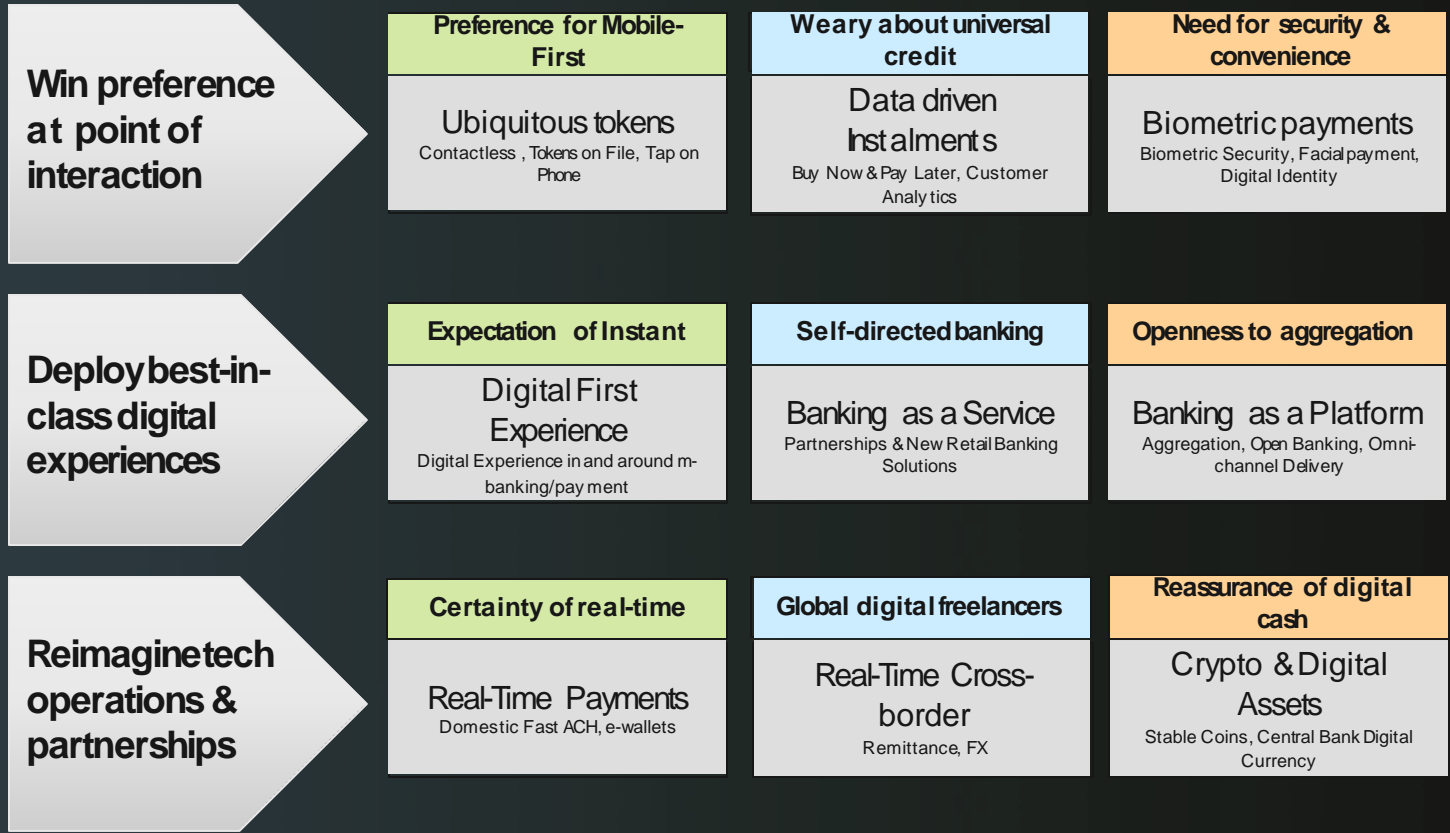 Win preference
at point of
interaction
Preference for Mobile-
First
Ubiquitous tokens
Contactless , Tokens on File, Tap on
Phone
Weary about universal
credit
Data driven
Instalments
Buy Now & Pay Later, Customer
Analytics
Need for security &
convenience
Biometric payments
Biometric Security, Facial payment,
Digital Identity
Deploy best-in-
class digital
experiences
Expectation of Instant
Digital First
Experience
Digital Experience in and around m-
banking/payment
Self-directed banking
Banking as a Service
Partnerships & New Retail Banking
Solutions
Openness to aggregation
Banking as a Platform
Aggregation, Open Banking, Omni-
channel Delivery
Reimagine tech
operations &
partnerships
Certainty of real-time
Real-Time Payments
Domestic Fast ACH, e-wallets
Global digital freelancers
Real-Time Cross-
border
Remittance, FX
Reassurance of digital
cash
Crypto & Digital
Assets
Stable Coins, Central Bank Digital
Currency